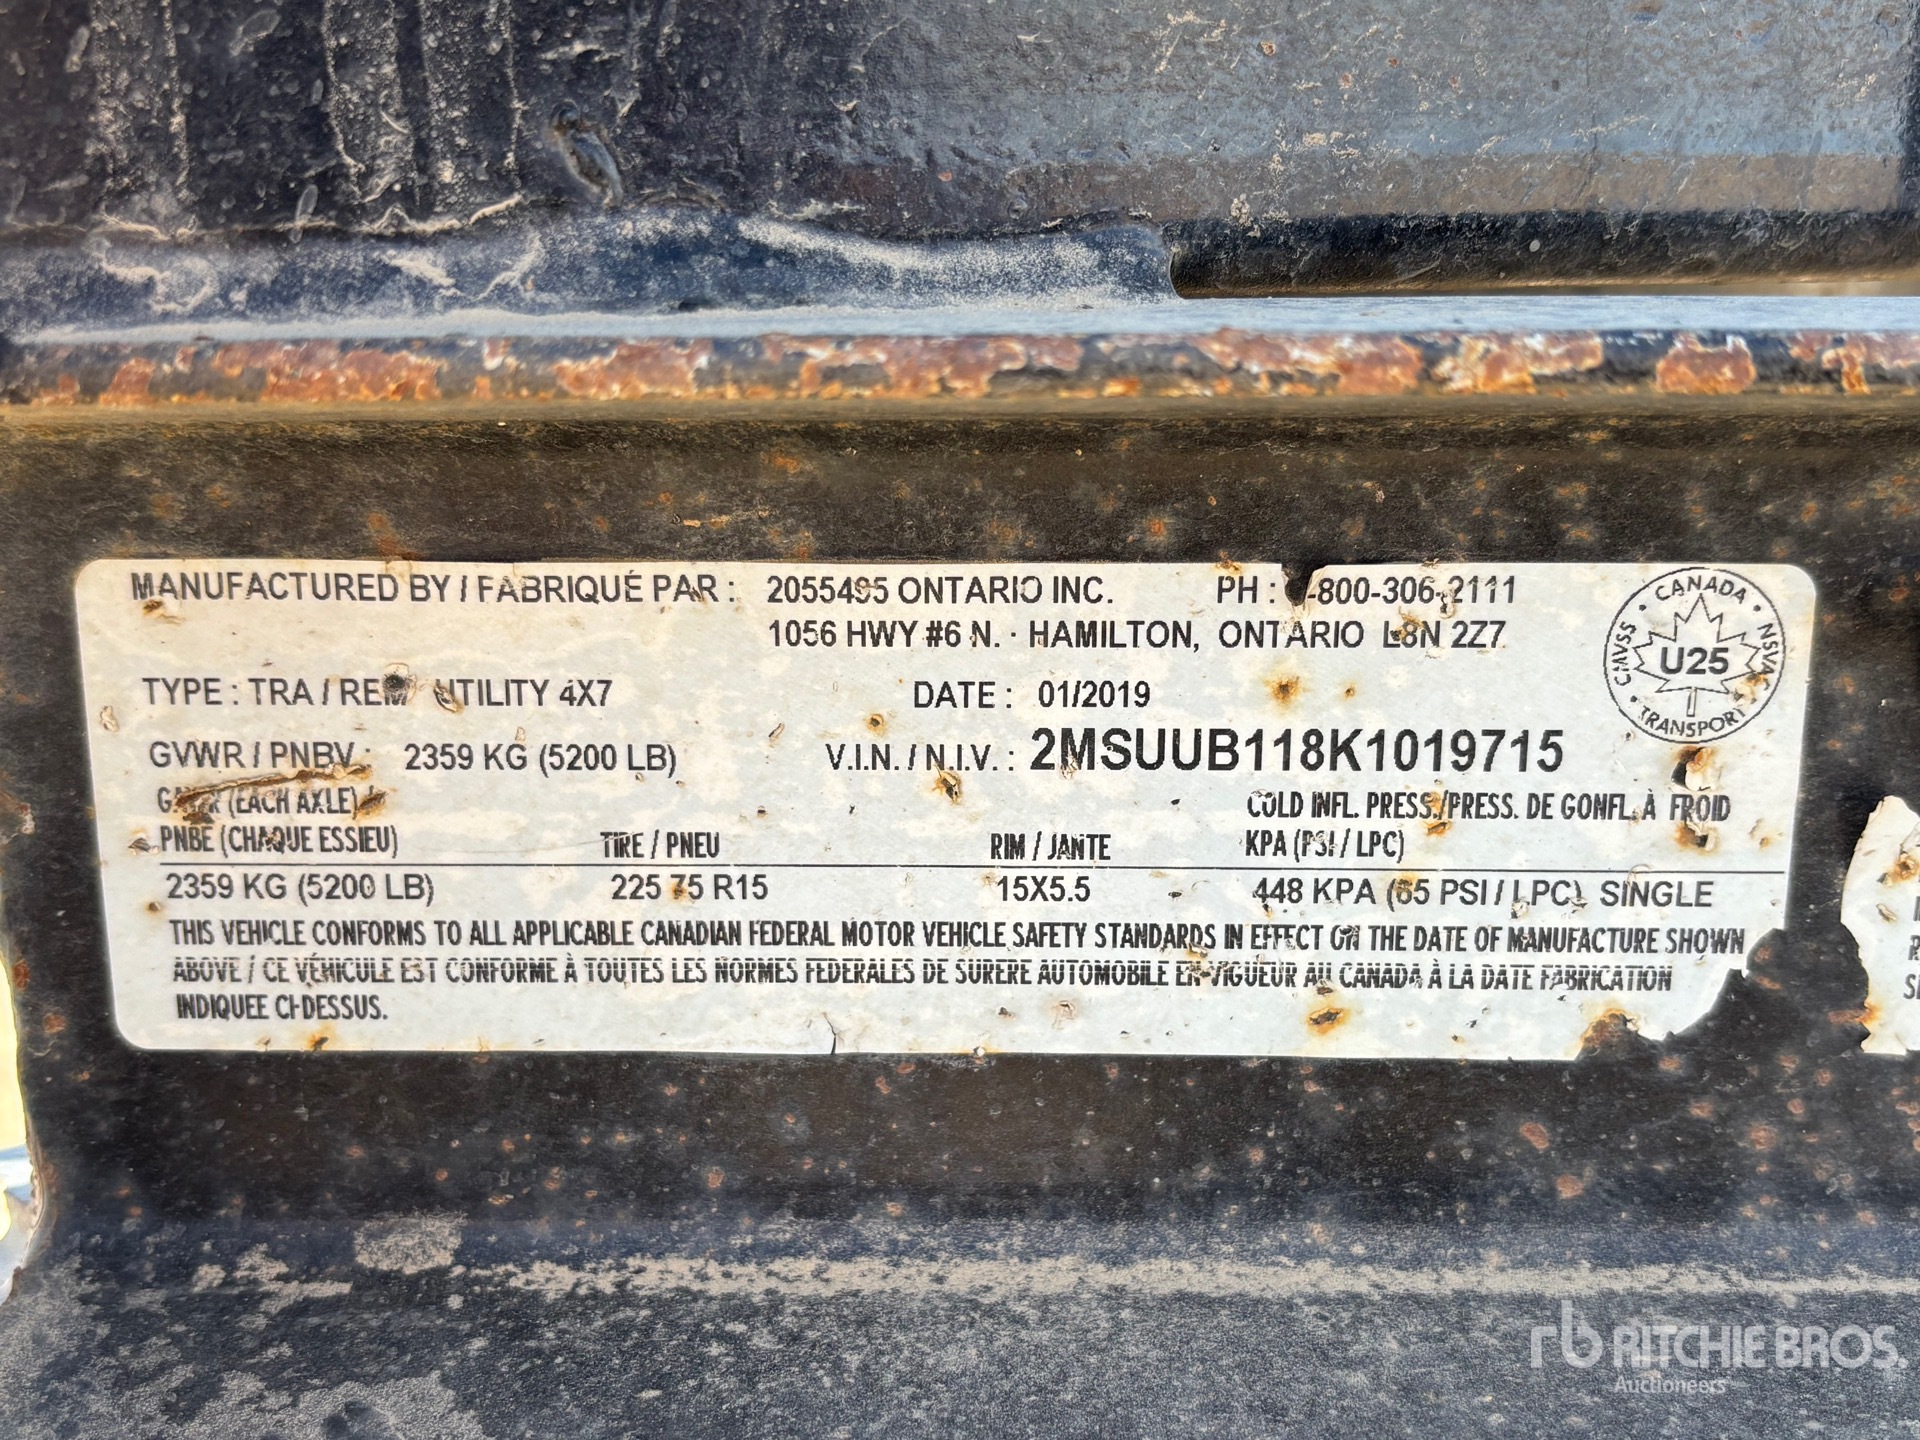 MANUFACTURED BY / FABRIQUÉ PAR : 2055495 ONTARIO INC. PH : -800-306-2111
1056 HWY #6 N. · HAMILTON, ONTARIO L8N 2Z7
CANADA
CMVSS · NSVAC
U25
TRANSPORT
TYPE : TRA / REM UTILITY 4X7 DATE : 01/2019
GVWR / PNBV : 2359 KG (5200 LB) V.I.N. / N.I.V. : 2MSUUB118K1019715
(EACH AXLE) / COLD INFL. PRESS./PRESS. DE GONFL. À FROID
PNBE (CHAQUE ESSIEU) TIRE / PNEU RIM / JANTE KPA (PSI / LPC)
2359 KG (5200 LB) 225 75 R15 15X5.5 448 KPA (65 PSI / LPC) SINGLE
THIS VEHICLE CONFORMS TO ALL APPLICABLE CANADIAN FEDERAL MOTOR VEHICLE SAFETY STANDARDS IN EFFECT ON THE DATE OF MANUFACTURE SHOWN
ABOVE / CE VÉHICULE EST CONFORME À TOUTES LES NORMES FEDERALES DE SURERE AUTOMOBILE EN VIGUEUR AU CANADA À LA DATE FABRICATION
INDIQUEE CI-DESSUS.
rb RITCHIE BROS.
Auctioneers